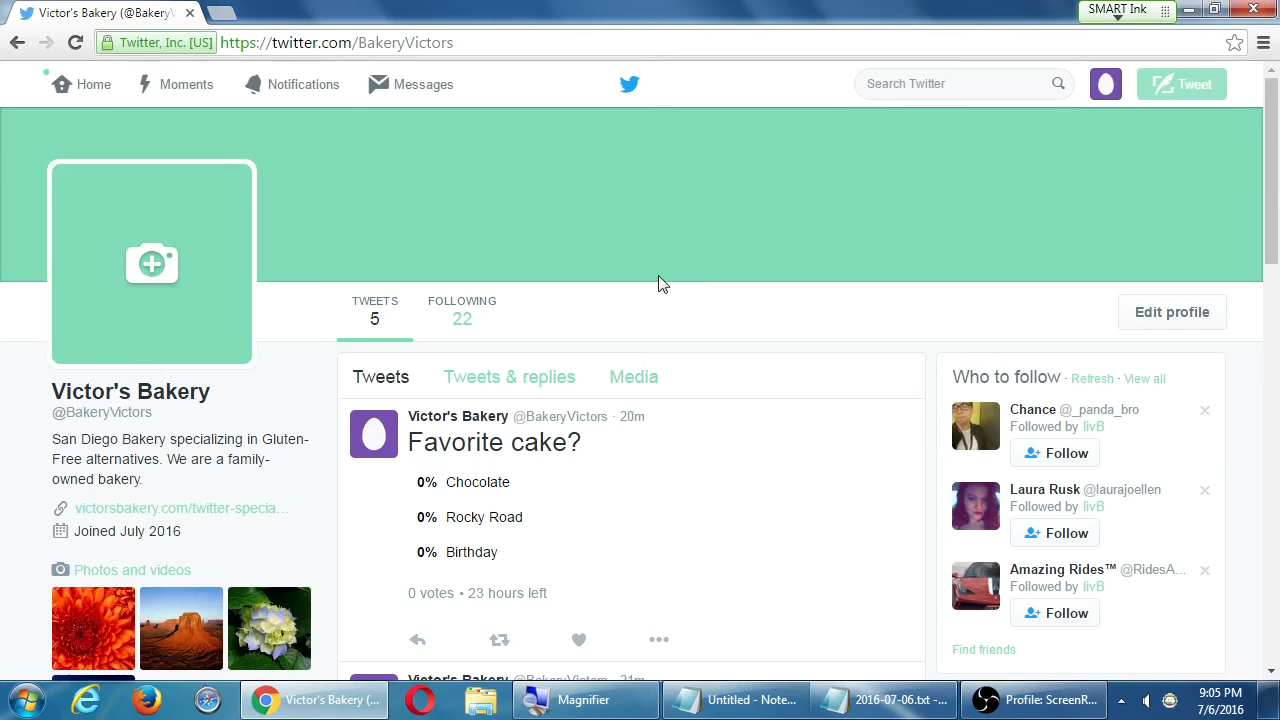 Victor's Bakery (@BakeryV
SMART Ink
Twitter, Inc. [US]
https://twitter.com/BakeryVictors
Home
Moments
Notifications
Messages
Search Twitter
Tweet
TWEETS
5
FOLLOWING
22
Edit profile
Victor's Bakery
@BakeryVictors
San Diego Bakery specializing in Gluten-
Free alternatives. We are a family-
owned bakery.
victorsbakery.com/twitter-specia...
Joined July 2016
Photos and videos
Tweets
Tweets & replies
Media
Victor's Bakery @BakeryVictors · 20m
Favorite cake?
0% Chocolate
0% Rocky Road
0% Birthday
0 votes • 23 hours left
Victor's Bakery @BakeryVictors · 21m
Who to follow · Refresh · View all
Chance @_panda_bro
Followed by livB
Follow
Laura Rusk @laurajoellen
Followed by livB
Follow
Amazing Rides™ @RidesA...
Followed by livB
Follow
Find friends
Victor's Bakery (...
Magnifier
Untitled - Note...
2016-07-06.txt -...
Profile: ScreenR...
9:05 PM
7/6/2016